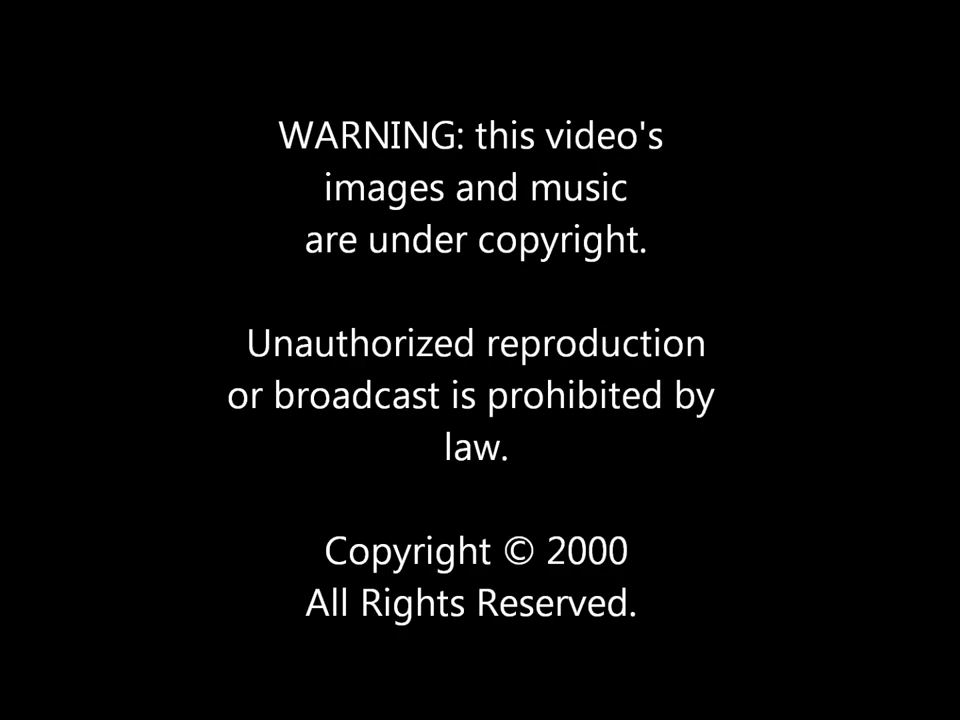 WARNING: this video's
images and music
are under copyright.
Unauthorized reproduction
or broadcast is prohibited by
law.
Copyright © 2000
All Rights Reserved.